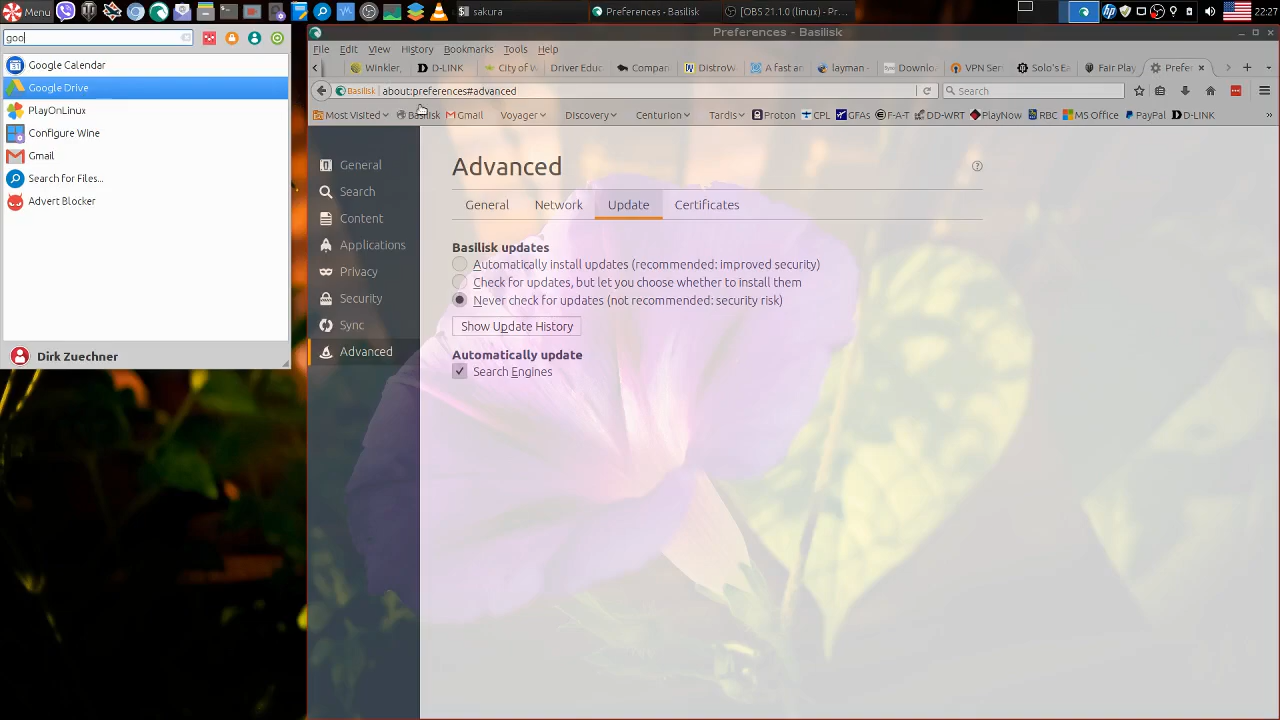 Menu
sakura
Preferences - Basilisk
[OBS 21.1.0 (linux) - Pr...
22:27
goo
Google Calendar
Google Drive
PlayOnLinux
Configure Wine
Gmail
Search for Files...
Advert Blocker
Dirk Zuechner
Preferences - Basilisk
File Edit View History Bookmarks Tools Help
Winkler, D-LINK City of W Driver Educ Compar DistroW A fast ar layman - Downlo VPN Ser Solo's Ea Fair Play Prefere
Basilisk about:preferences#advanced Search
Most Visited Basilisk Gmail Voyager Discovery Centurion Tardis Proton CPL GFAs F-A-T DD-WRT PlayNow RBC MS Office PayPal D-LINK
General
Search
Content
Applications
Privacy
Security
Sync
Advanced
Advanced
General Network Update Certificates
Basilisk updates
Automatically install updates (recommended: improved security)
Check for updates, but let you choose whether to install them
Never check for updates (not recommended: security risk)
Show Update History
Automatically update
Search Engines